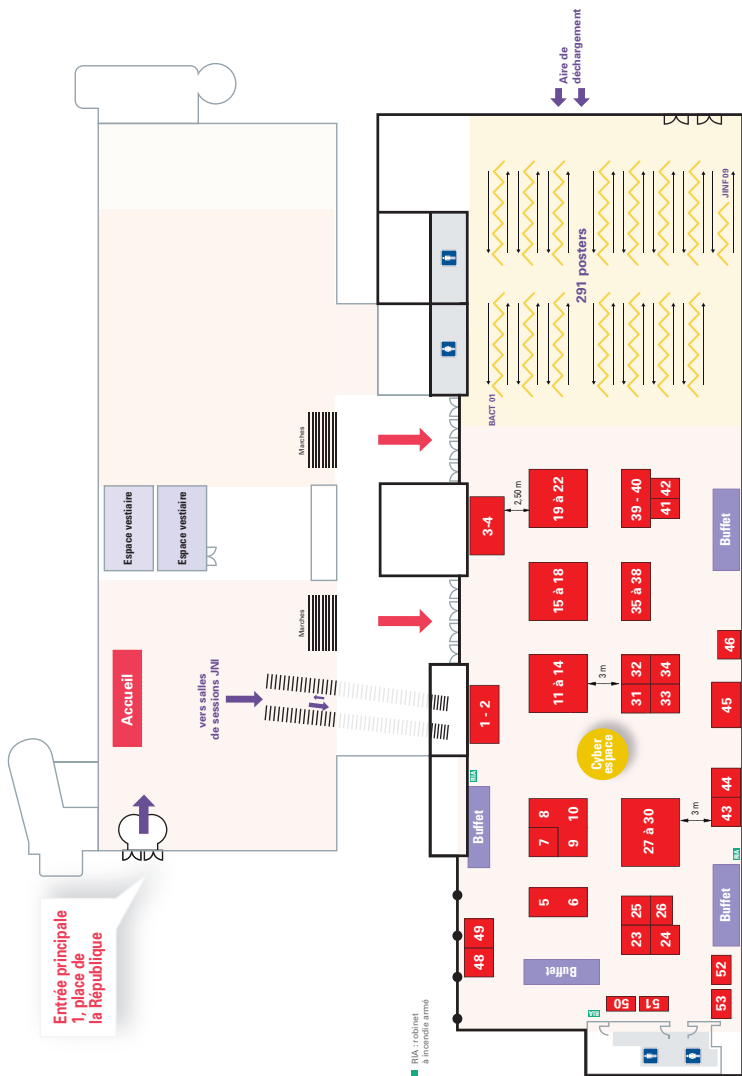 Entrée principale
1, place de
la République
Accueil
vers salles
de sessions JNI
Espace vestiaire
Espace vestiaire
Marches
Marches
Aire de
déchargement
291 posters
BACT 01
JINF 09
1 - 2
3-4
2,50 m
5
6
7
8
9
10
11 à 14
15 à 18
19 à 22
3 m
23
24
25
26
27 à 30
31
32
33
34
35 à 38
39 - 40
41
42
3 m
43
44
45
46
48
49
50
51
52
53
Cyber
espace
Buffet
Buffet
Buffet
Buffet
RIA
RIA
RIA
RIA : robinet
à incendie armé